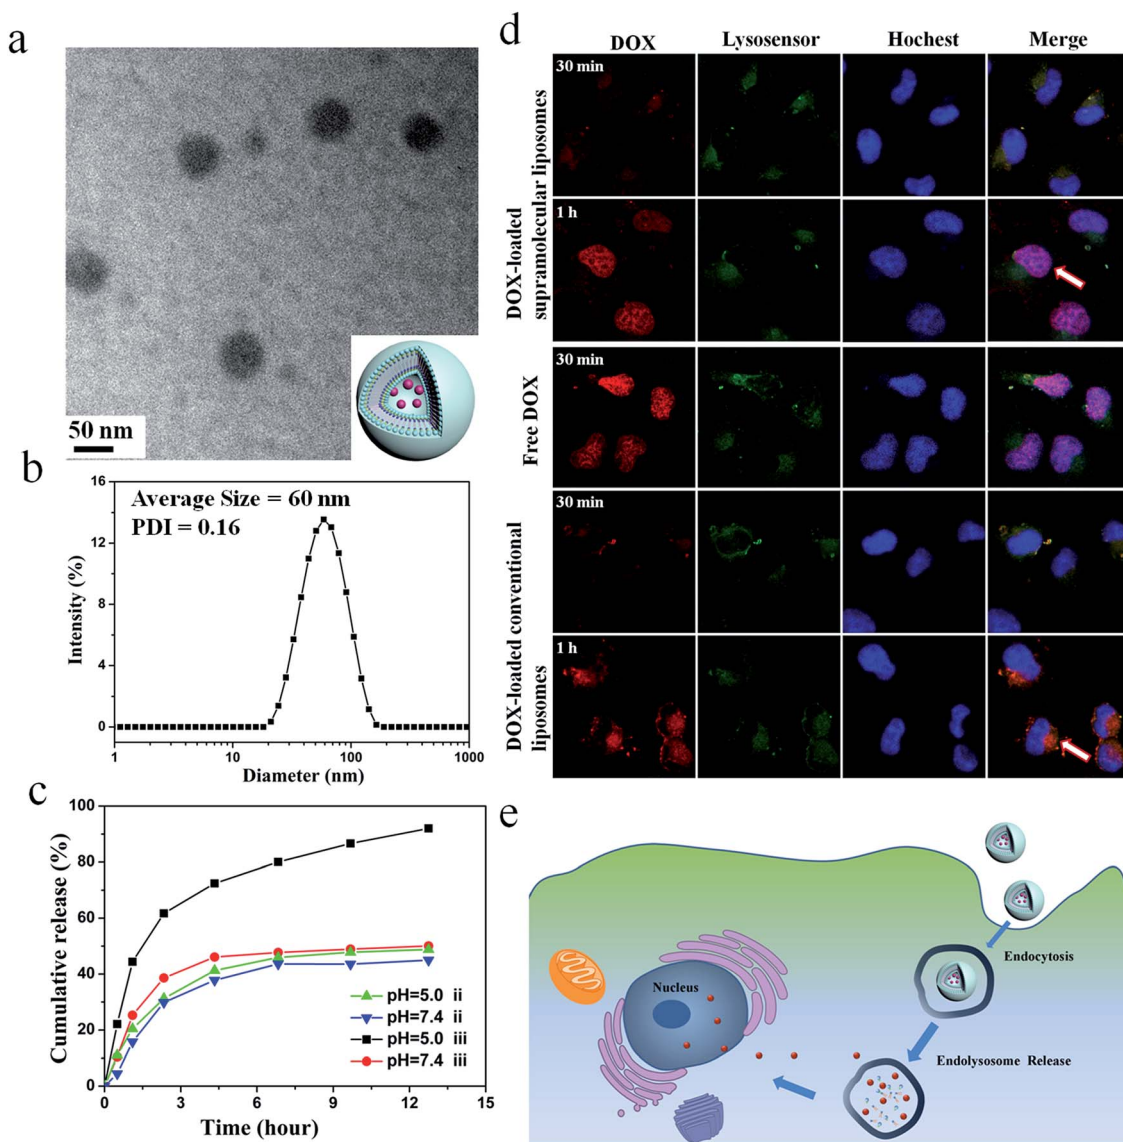 a
50 nm
b
Average Size = 60 nm
PDI = 0.16
16
12
8
4
0
Intensity (%)
1
10
100
1000
Diameter (nm)
c
100
80
60
40
20
0
Cumulative release (%)
pH=5.0 ii
pH=7.4 ii
pH=5.0 iii
pH=7.4 iii
0
3
6
9
12
15
Time (hour)
d
DOX
Lysosensor
Hochest
Merge
DOX-loaded
supramolecular liposomes
30 min
1 h
Free DOX
30 min
DOX-loaded conventional
liposomes
30 min
1 h
e
Nucleus
Endocytosis
Endolysosome Release